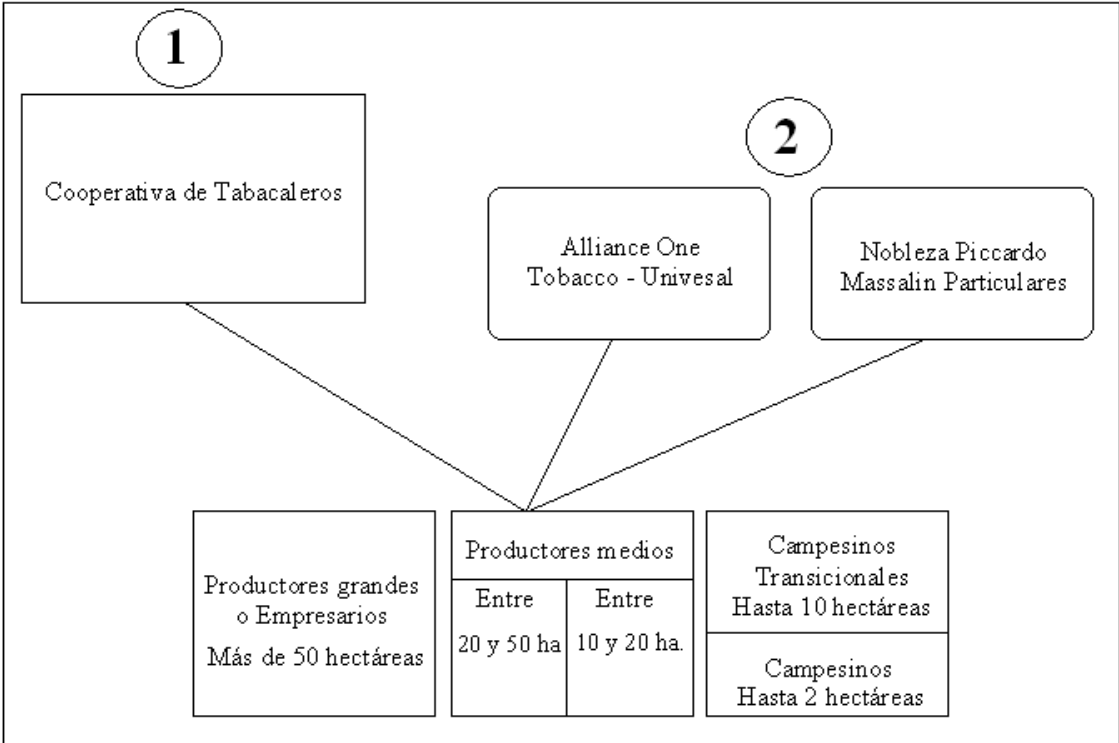 1
Cooperativa de Tabacaleros
2
Alliance One
Tobacco - Univesal
Nobleza Piccardo
Massalin Particulares
Productores grandes
o Empresarios
Más de 50 hectáreas
Productores medios
Entre
20 y 50 ha
Entre
10 y 20 ha.
Campesinos
Transicionales
Hasta 10 hectáreas
Campesinos
Hasta 2 hectáreas